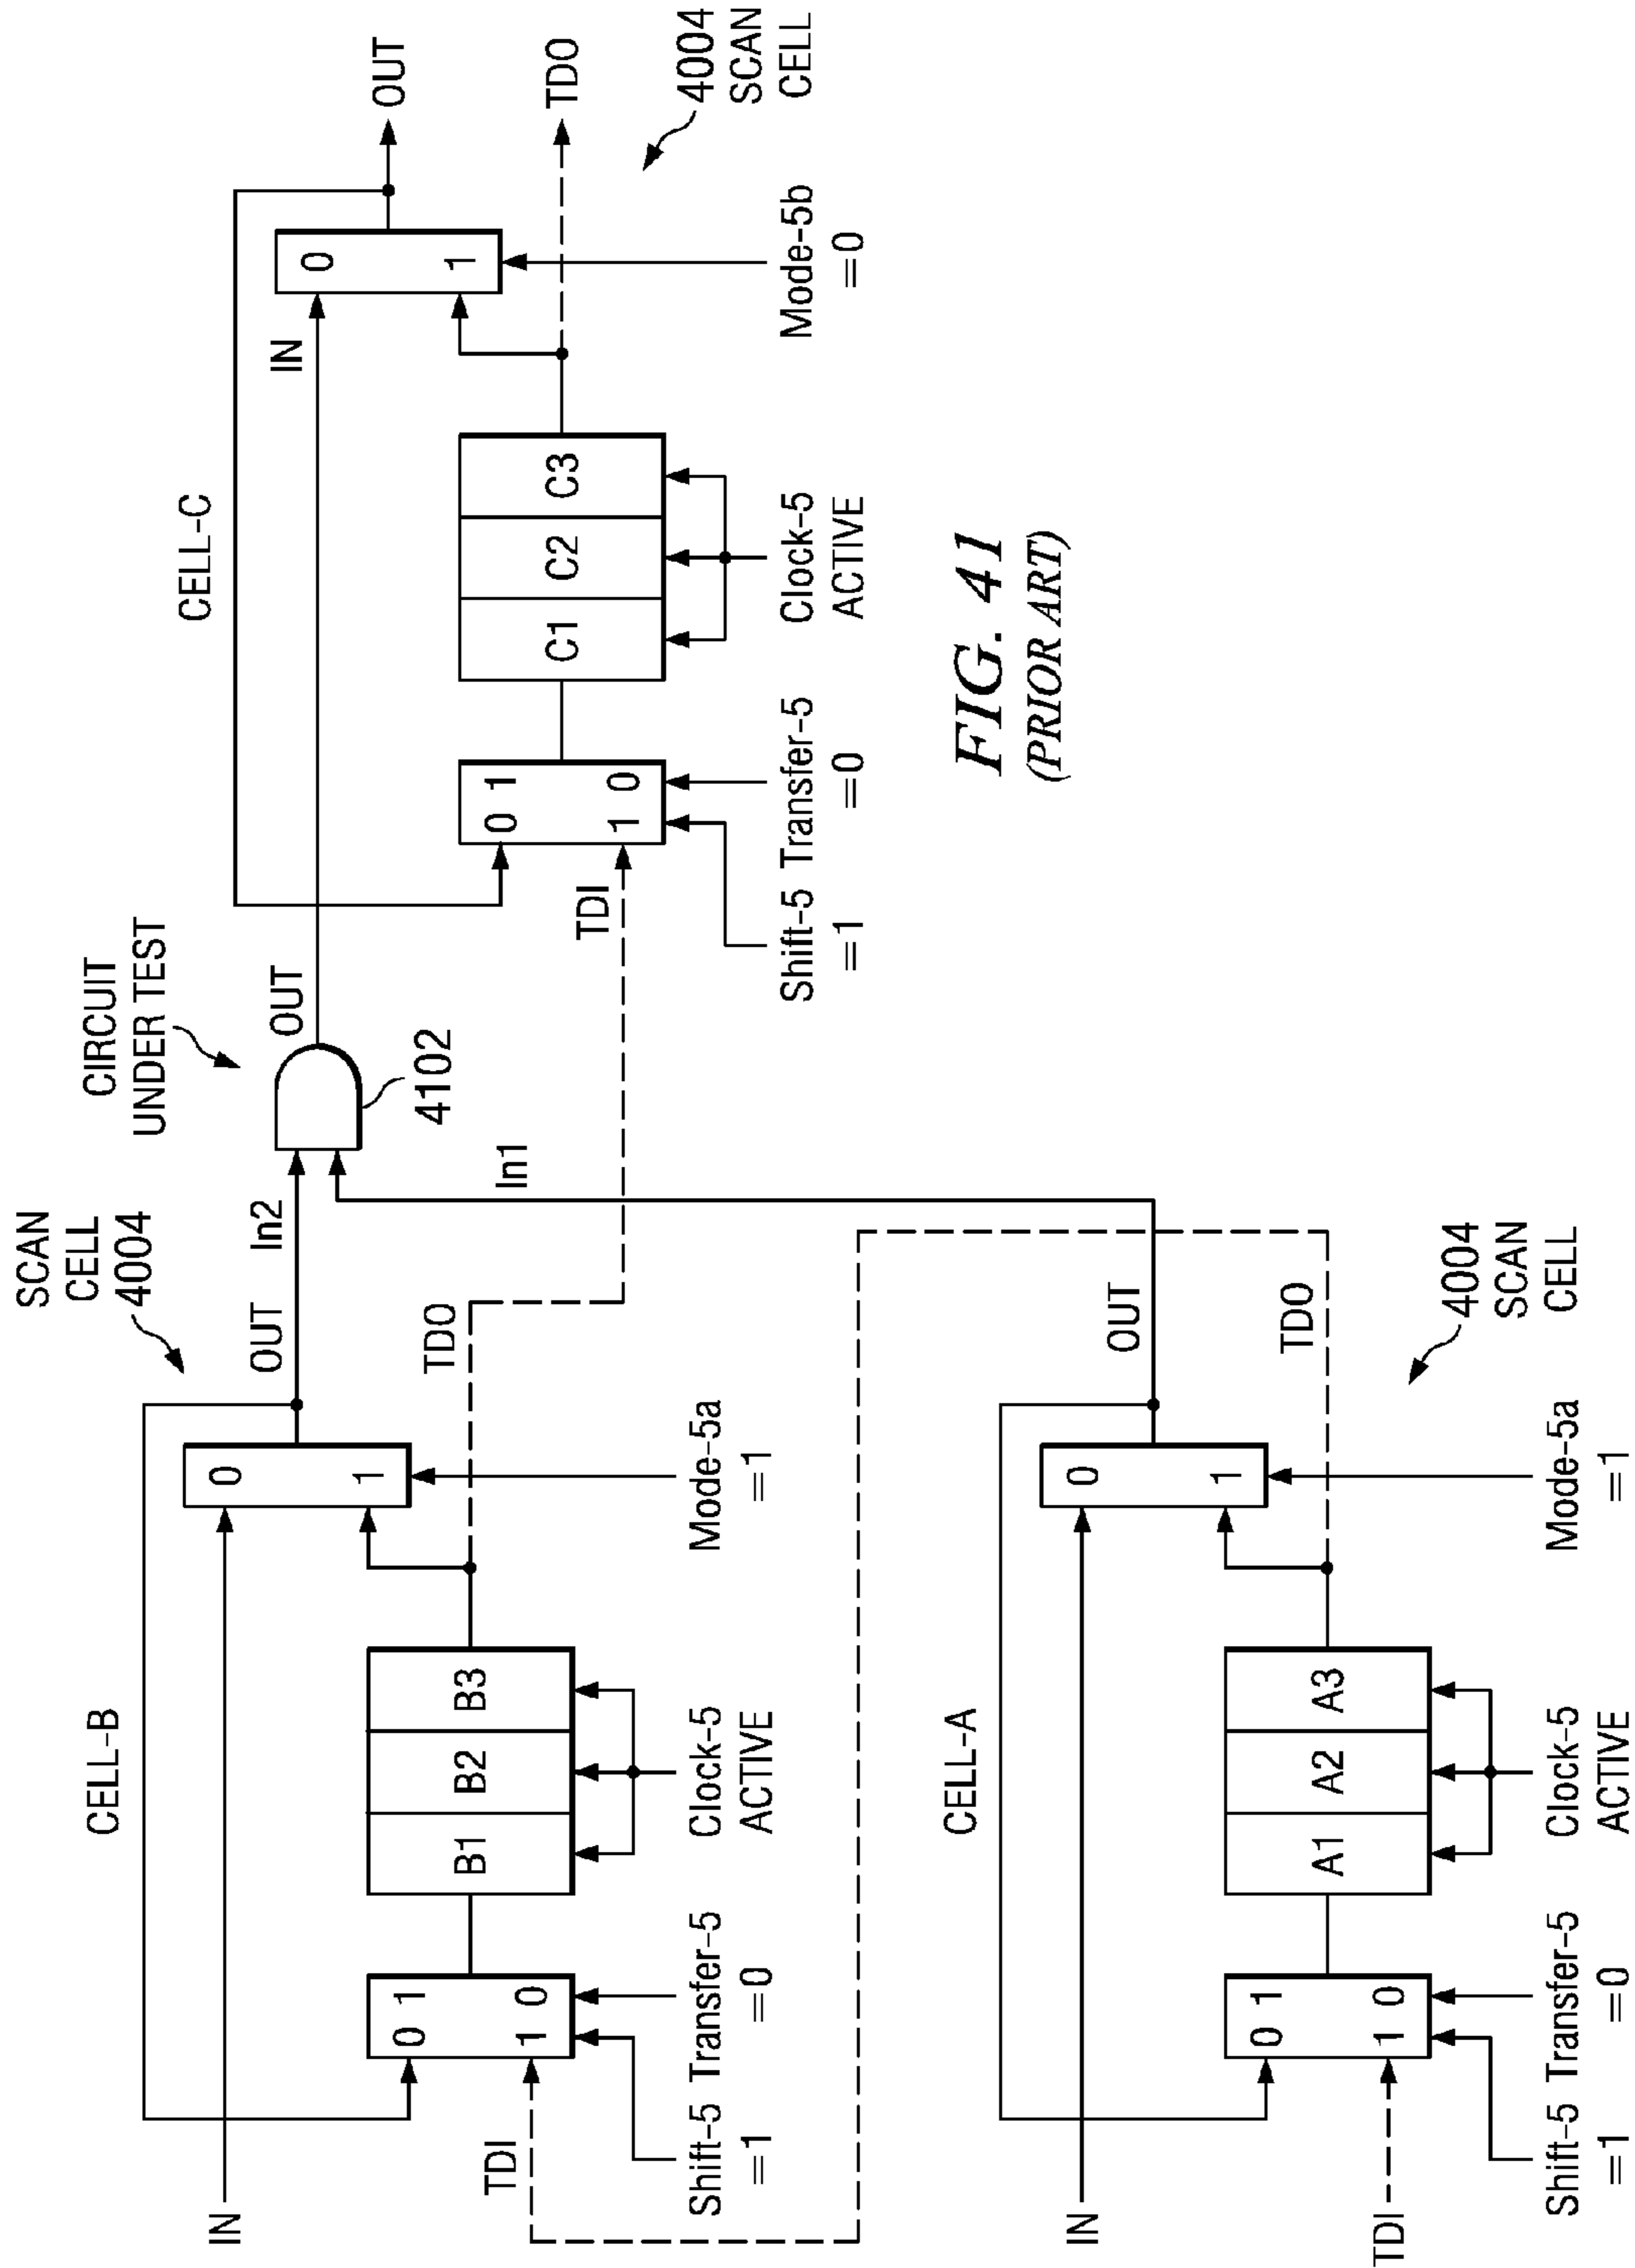 SCAN
CELL
4004
CIRCUIT
UNDER TEST
CELL-B
CELL-C
IN
OUT
In2
OUT
IN
OUT
0
1
0
1
0 1
1 0
B1
B2
B3
TDI
TDO
In1
4102
0 1
1 0
C1
C2
C3
TDI
TDO
4004
SCAN
CELL
Shift-5
=1
Transfer-5
=0
Clock-5
ACTIVE
Mode-5a
=1
Shift-5
=1
Transfer-5
=0
Clock-5
ACTIVE
Mode-5b
=0
CELL-A
IN
OUT
0
1
0 1
1 0
A1
A2
A3
TDI
TDO
4004
SCAN
CELL
Shift-5
=1
Transfer-5
=0
Clock-5
ACTIVE
Mode-5a
=1
FIG. 41
(PRIOR ART)